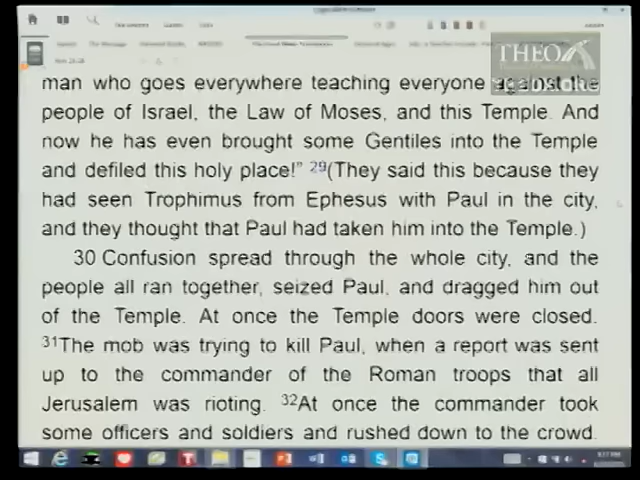 THEO
man who goes everywhere teaching everyone against the
people of Israel, the Law of Moses, and this Temple. And
now he has even brought some Gentiles into the Temple
and defiled this holy place!” 29(They said this because they
had seen Trophimus from Ephesus with Paul in the city,
and they thought that Paul had taken him into the Temple.)
30 Confusion spread through the whole city, and the
people all ran together, seized Paul, and dragged him out
of the Temple. At once the Temple doors were closed.
31The mob was trying to kill Paul, when a report was sent
up to the commander of the Roman troops that all
Jerusalem was rioting. 32At once the commander took
some officers and soldiers and rushed down to the crowd.